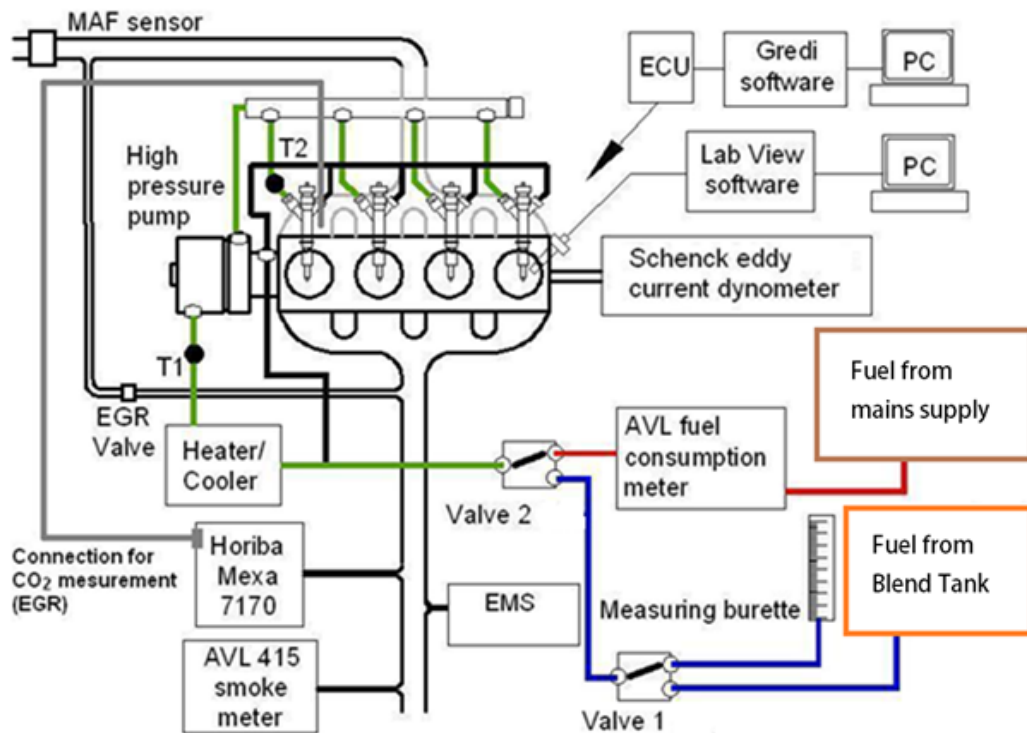 MAF sensor
ECU
Gredi
software
PC
High
pressure
pump
T2
Lab View
software
PC
Schenck eddy
current dynometer
T1
EGR
Valve
Heater/
Cooler
Valve 2
AVL fuel
consumption
meter
Fuel from
mains supply
Connection for
CO₂ mesurement
(EGR)
Horiba
Mexa
7170
EMS
Measuring burette
Fuel from
Blend Tank
AVL 415
smoke
meter
Valve 1